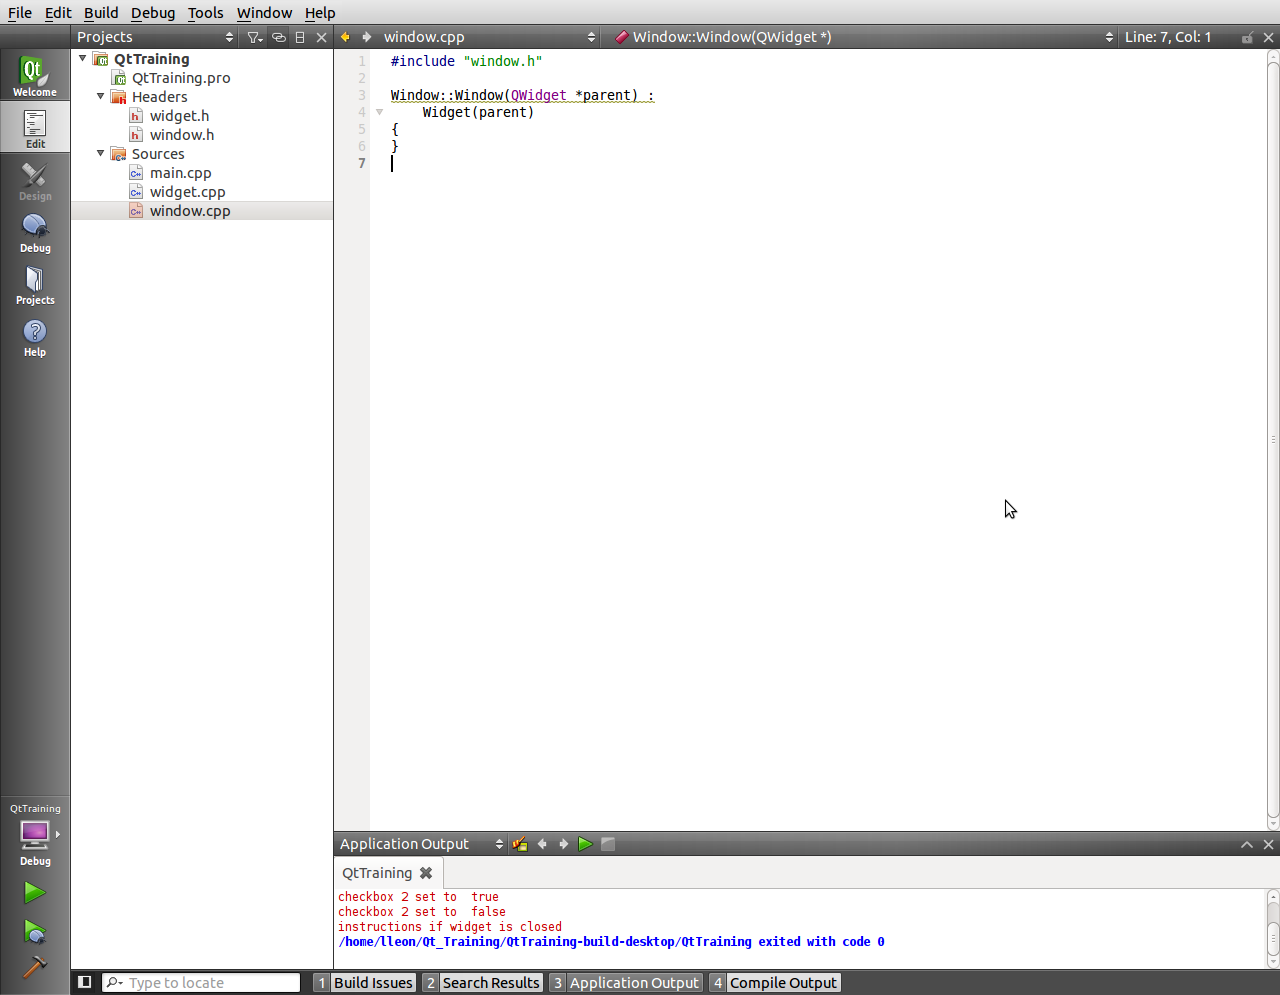 File Edit Build Debug Tools Window Help
Projects
window.cpp
Window::Window(QWidget *)
Line: 7, Col: 1
Qt
Welcome
Edit
Design
Debug
Projects
Help
QtTraining
QtTraining.pro
Headers
widget.h
window.h
Sources
main.cpp
widget.cpp
window.cpp
1 #include "window.h"
2
3 Window::Window(QWidget *parent) :
4 Widget(parent)
5 {
6 }
7
QtTraining
Debug
Application Output
QtTraining
checkbox 2 set to  true
checkbox 2 set to  false
instructions if widget is closed
/home/lleon/Qt_Training/QtTraining-build-desktop/QtTraining exited with code 0
Type to locate
1 Build Issues
2 Search Results
3 Application Output
4 Compile Output